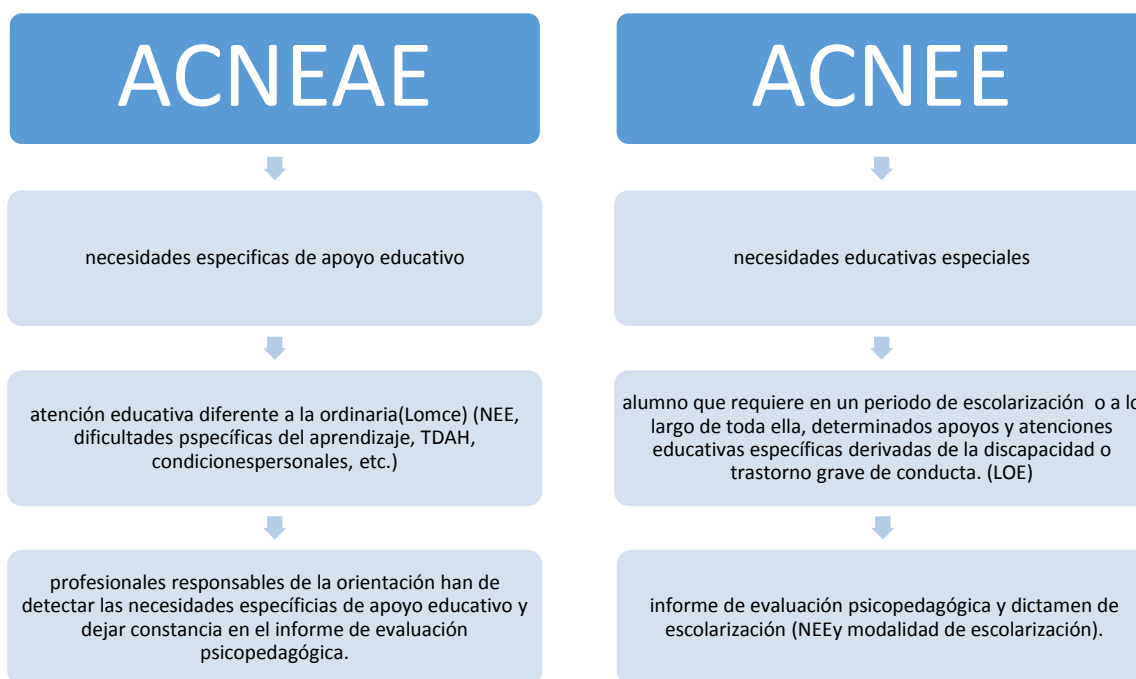 ACNEAE
necesidades especificas de apoyo educativo
atención educativa diferente a la ordinaria(Lomce) (NEE,
dificultades pspecíficas del aprendizaje, TDAH,
condicionespersonales, etc.)
profesionales responsables de la orientación han de
detectar las necesidades específicias de apoyo educativo y
dejar constancia en el informe de evaluación
psicopedagógica.
ACNEE
necesidades educativas especiales
alumno que requiere en un periodo de escolarización o a lo
largo de toda ella, determinados apoyos y atenciones
educativas específicas derivadas de la discapacidad o
trastorno grave de conducta. (LOE)
informe de evaluación psicopedagógica y dictamen de
escolarización (NEEy modalidad de escolarización).